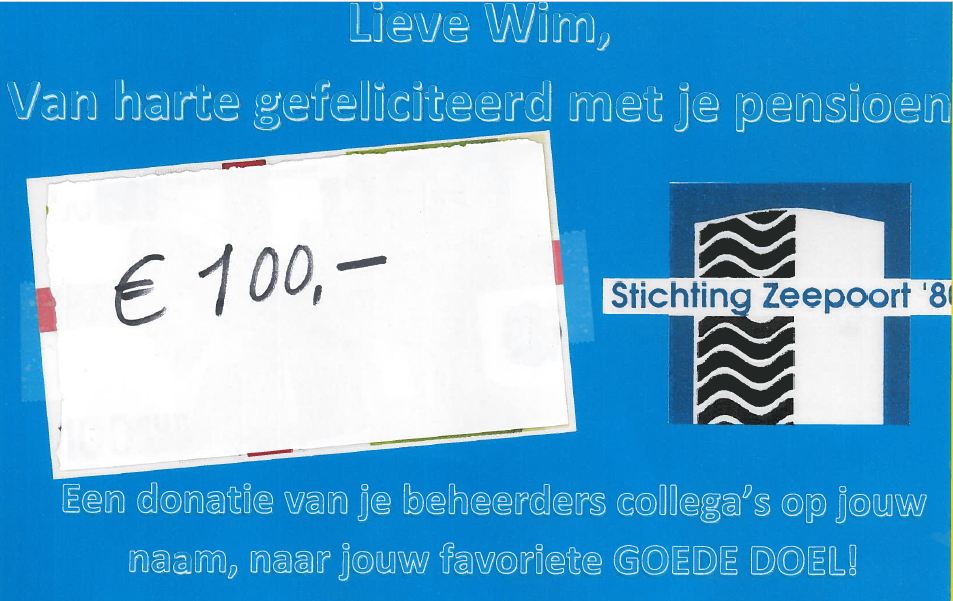 Lieve Wim,
Van harte gefeliciteerd met je pensioen
€ 100,-
Stichting Zeepoort '80
Een donatie van je beheerders collega's op jouw
naam, naar jouw favoriete GOEDE DOEL!